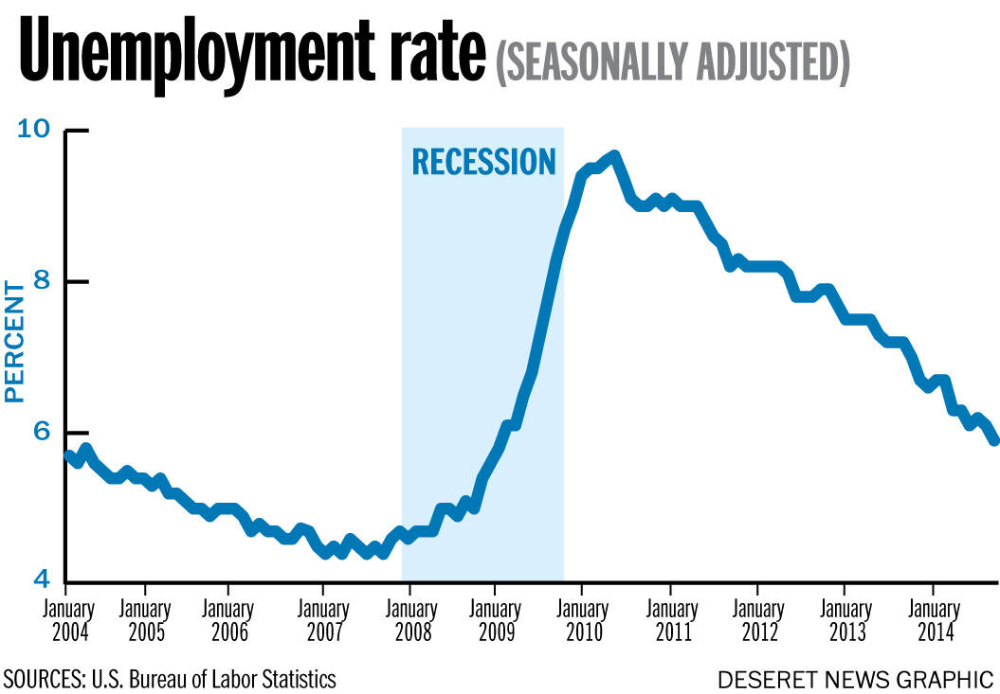 Unemployment rate (SEASONALLY ADJUSTED)
10
RECESSION
8
PERCENT
6
4
January January January January January January January January January January January
2004 2005 2006 2007 2008 2009 2010 2011 2012 2013 2014
SOURCES: U.S. Bureau of Labor Statistics
DESERET NEWS GRAPHIC